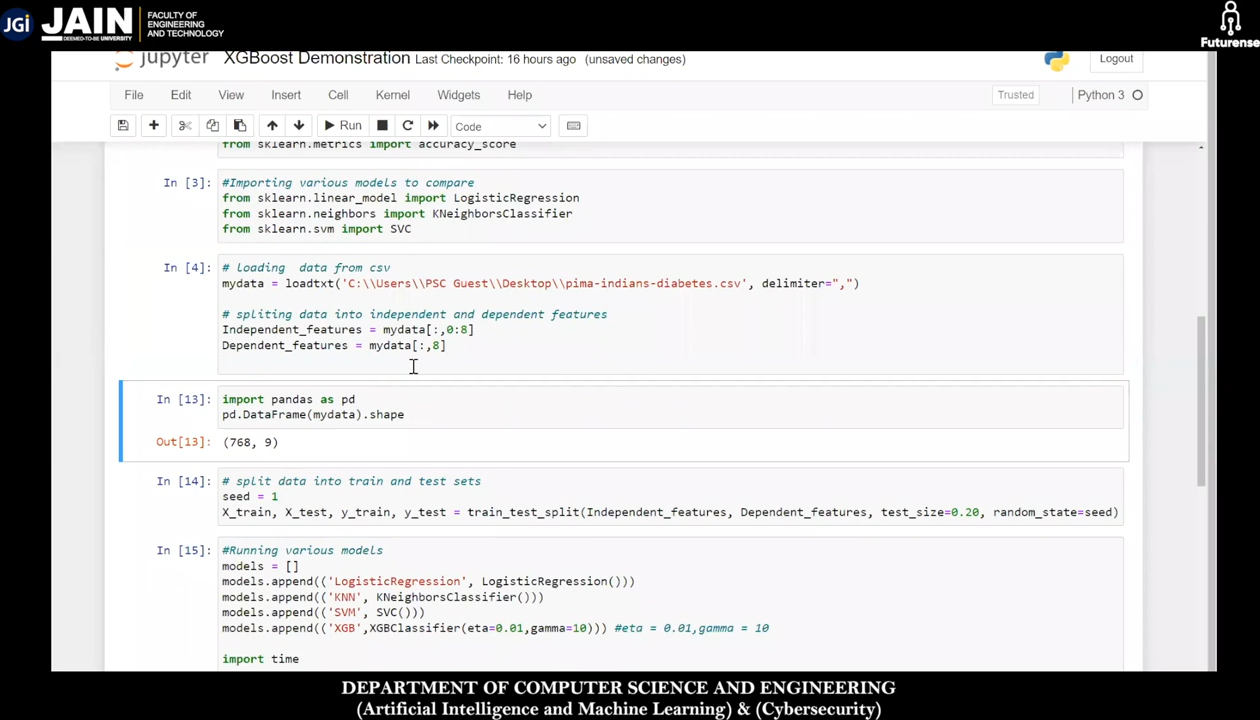 JGI JAIN DEEMED-TO-BE UNIVERSITY
FACULTY OF
ENGINEERING
AND TECHNOLOGY
Futurense
jupyter XGBoost Demonstration Last Checkpoint: 16 hours ago (unsaved changes)
Logout
File Edit View Insert Cell Kernel Widgets Help
Trusted
Python 3
Run
Code
from sklearn.metrics import accuracy_score
In [3]:
#Importing various models to compare
from sklearn.linear_model import LogisticRegression
from sklearn.neighbors import KNeighborsClassifier
from sklearn.svm import SVC
In [4]:
# loading  data from csv
mydata = loadtxt('C:\\Users\\PSC Guest\\Desktop\\pima-indians-diabetes.csv', delimiter=",")
# spliting data into independent and dependent features
Independent_features = mydata[:,0:8]
Dependent_features = mydata[:,8]
In [13]:
import pandas as pd
pd.DataFrame(mydata).shape
Out[13]: (768, 9)
In [14]:
# split data into train and test sets
seed = 1
X_train, X_test, y_train, y_test = train_test_split(Independent_features, Dependent_features, test_size=0.20, random_state=seed)
In [15]:
#Running various models
models = []
models.append(('LogisticRegression', LogisticRegression()))
models.append(('KNN', KNeighborsClassifier()))
models.append(('SVM', SVC()))
models.append(('XGB',XGBClassifier(eta=0.01,gamma=10))) #eta = 0.01,gamma = 10
import time
DEPARTMENT OF COMPUTER SCIENCE AND ENGINEERING
(Artificial Intelligence and Machine Learning) & (Cybersecurity)